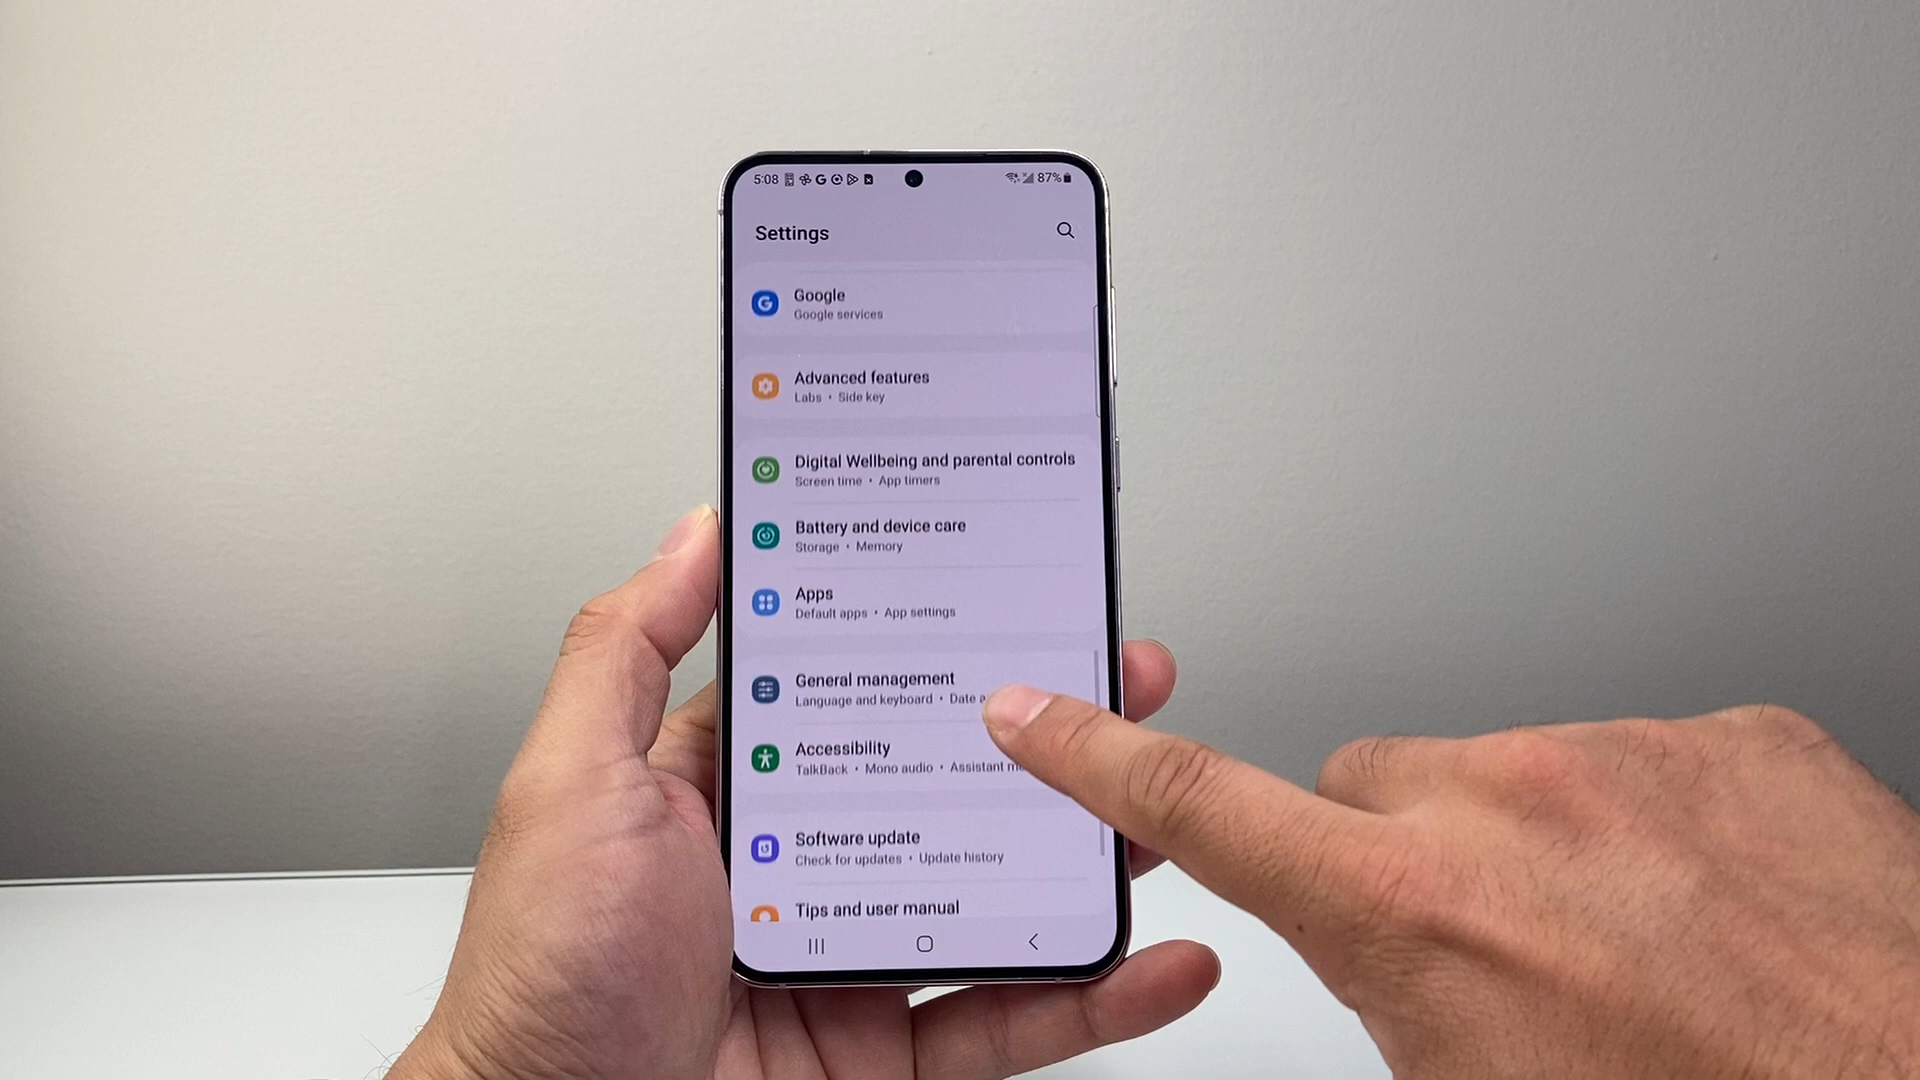 5:08
87%
Settings
Google
Google services
Advanced features
Labs • Side key
Digital Wellbeing and parental controls
Screen time • App timers
Battery and device care
Storage • Memory
Apps
Default apps • App settings
General management
Language and keyboard • Date
Accessibility
TalkBack • Mono audio • Assistant
Software update
Check for updates • Update history
Tips and user manual